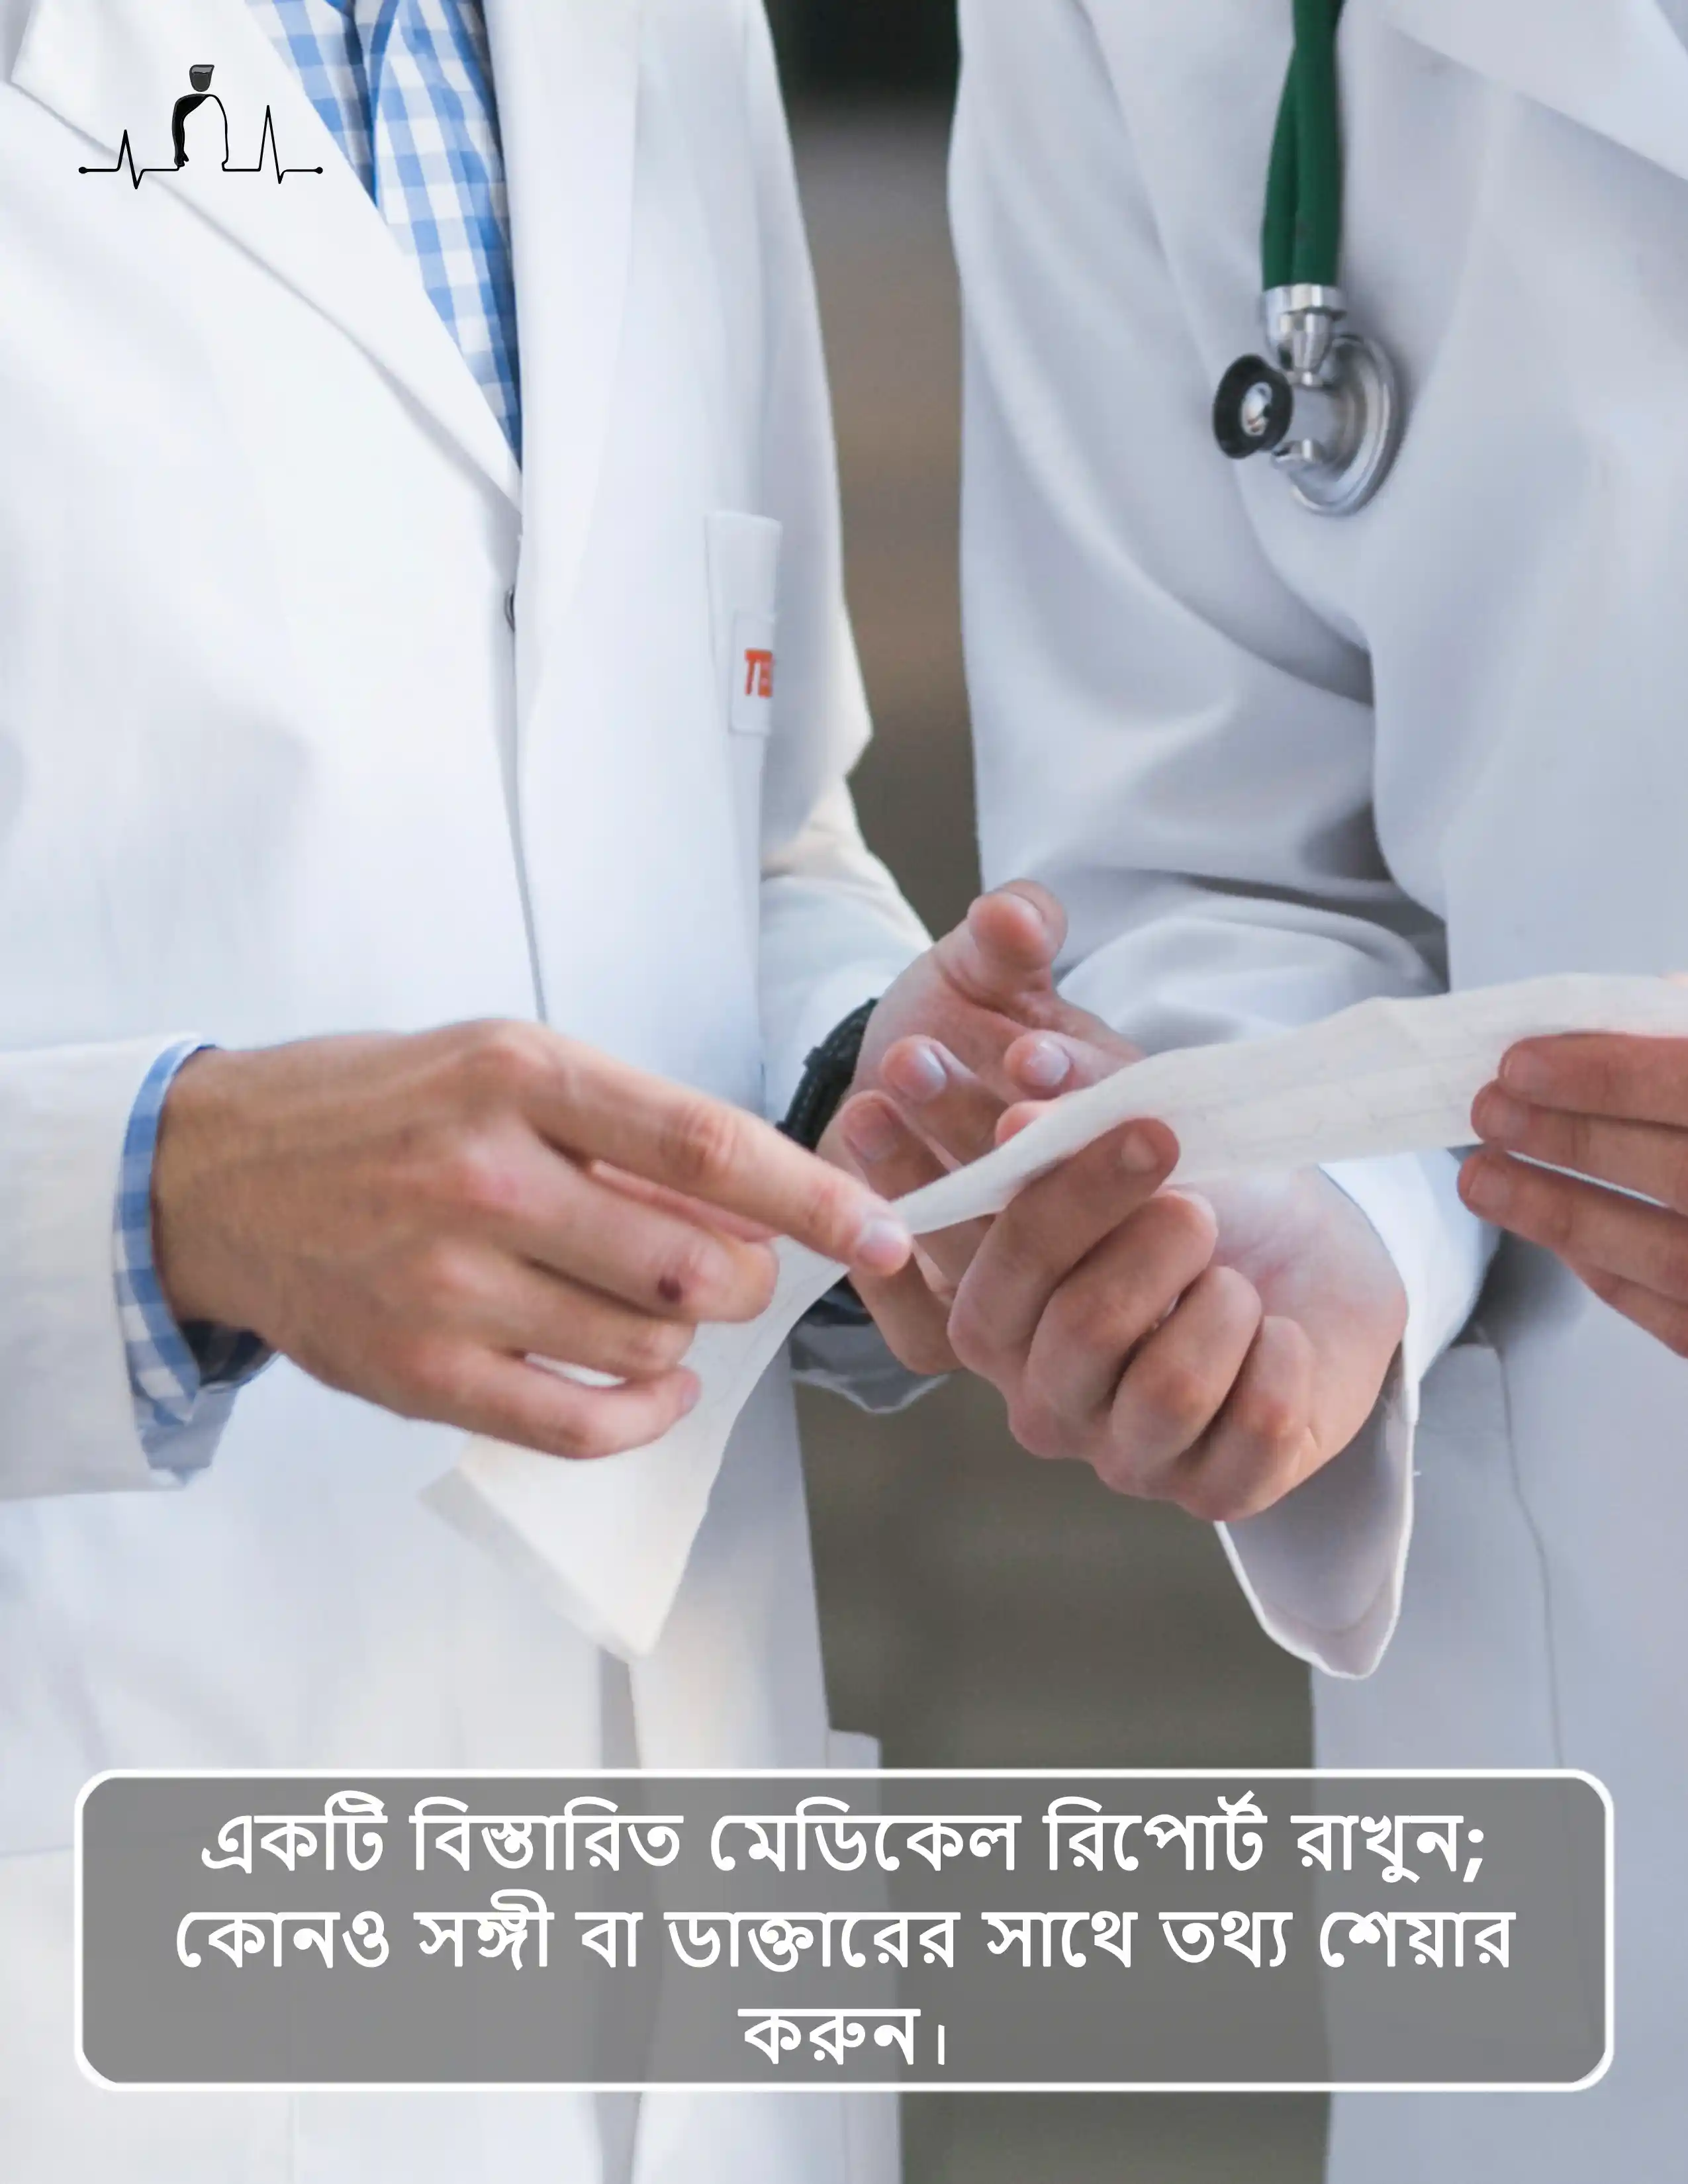 একটি বিস্তারিত মেডিকেল রিপোর্ট রাখুন;
কোনও সঙ্গী বা ডাক্তারের সাথে তথ্য শেয়ার
করুন।